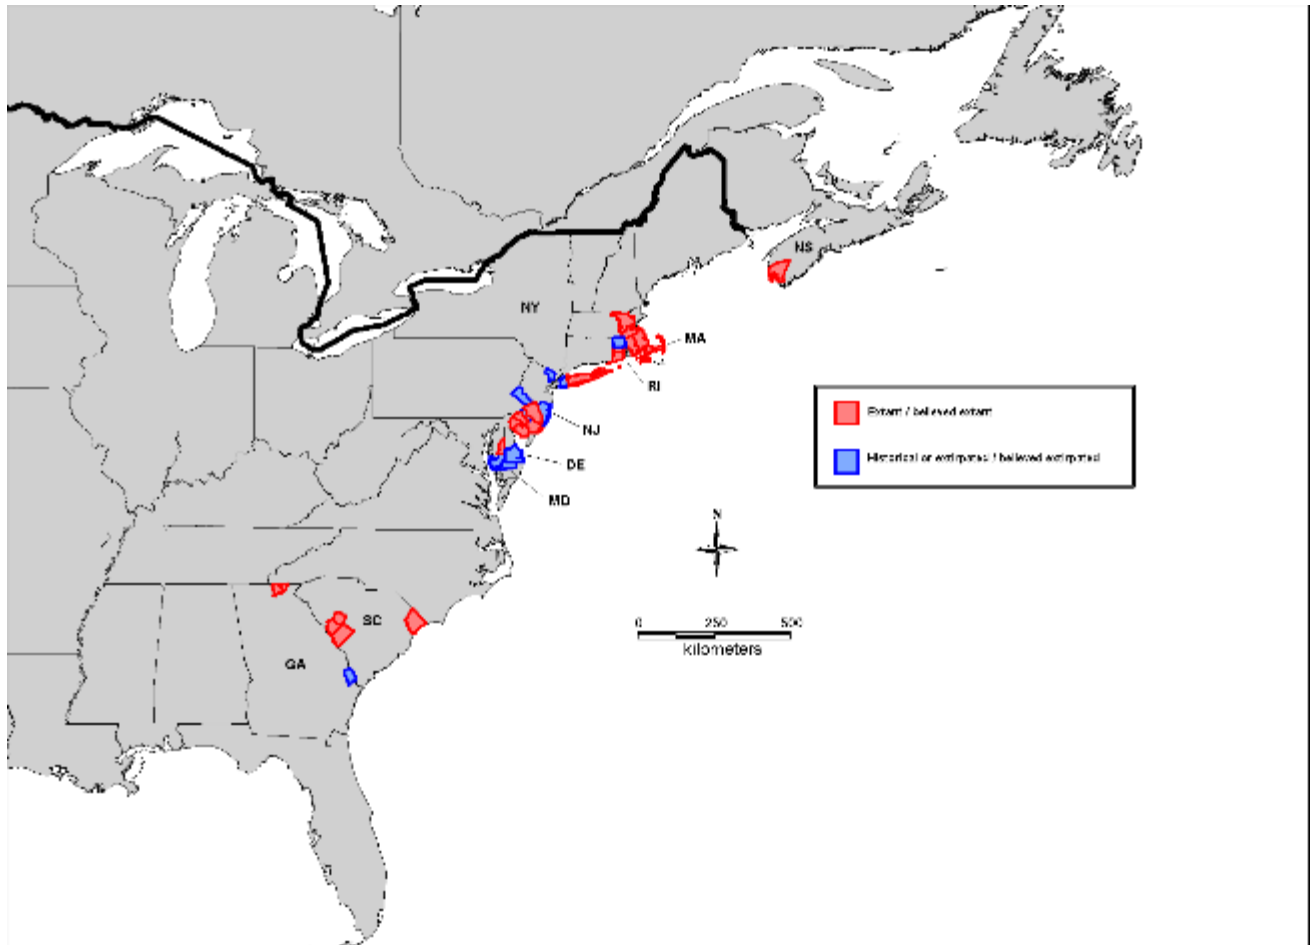 NS
NY
MA
RI
Extant / believed extant
NJ
Historical or extirpated / believed extirpated
DE
MD
N
SC
0 250 500
kilometers
GA